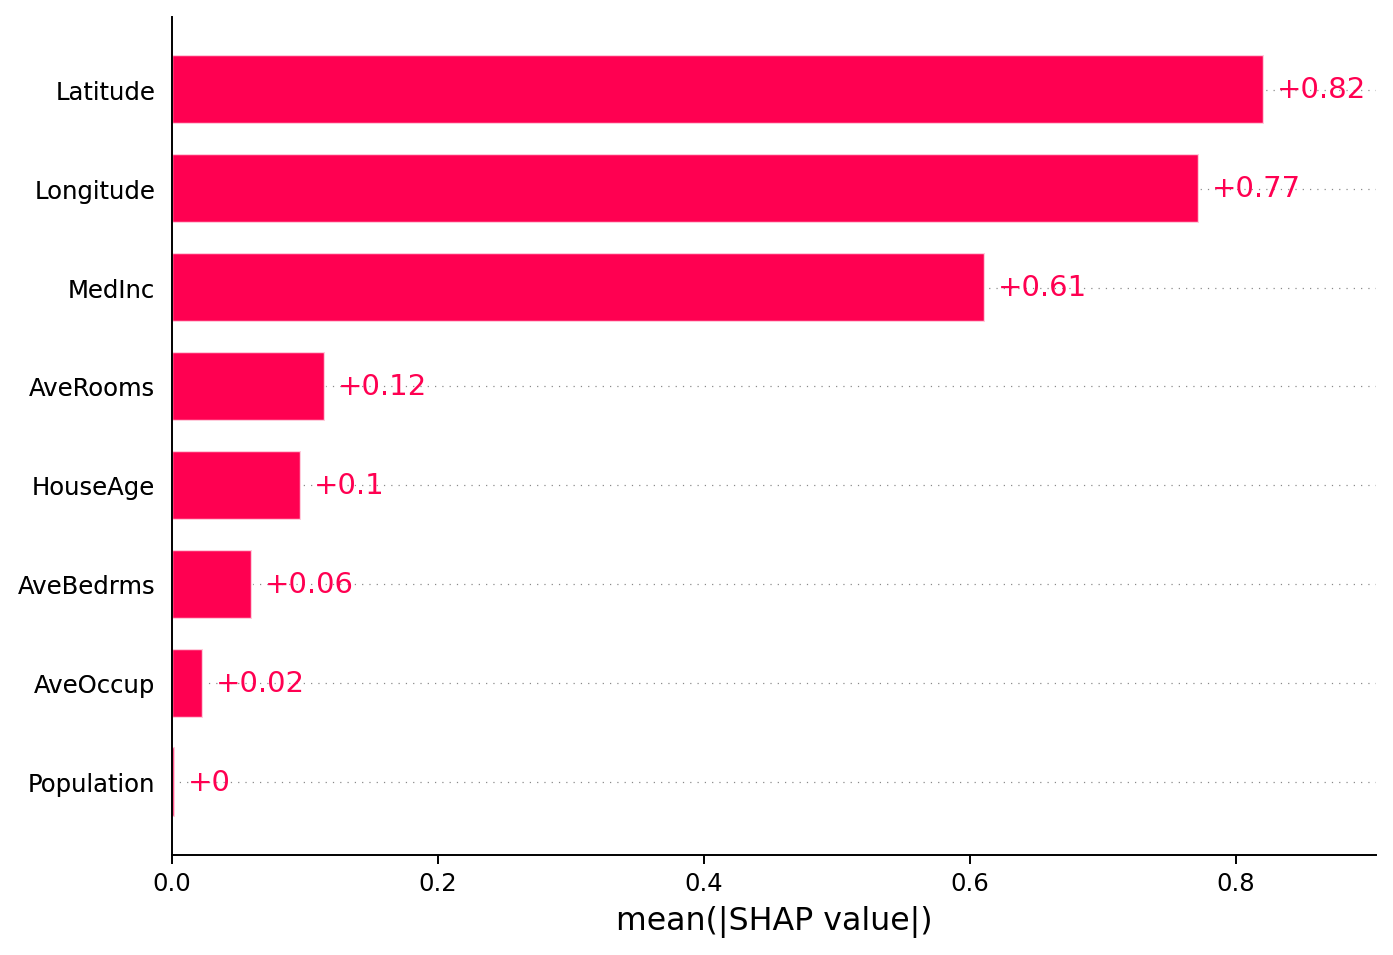 Latitude +0.82
Longitude +0.77
MedInc +0.61
AveRooms +0.12
HouseAge +0.1
AveBedrms +0.06
AveOccup +0.02
Population +0
0.0 0.2 0.4 0.6 0.8
mean(|SHAP value|)